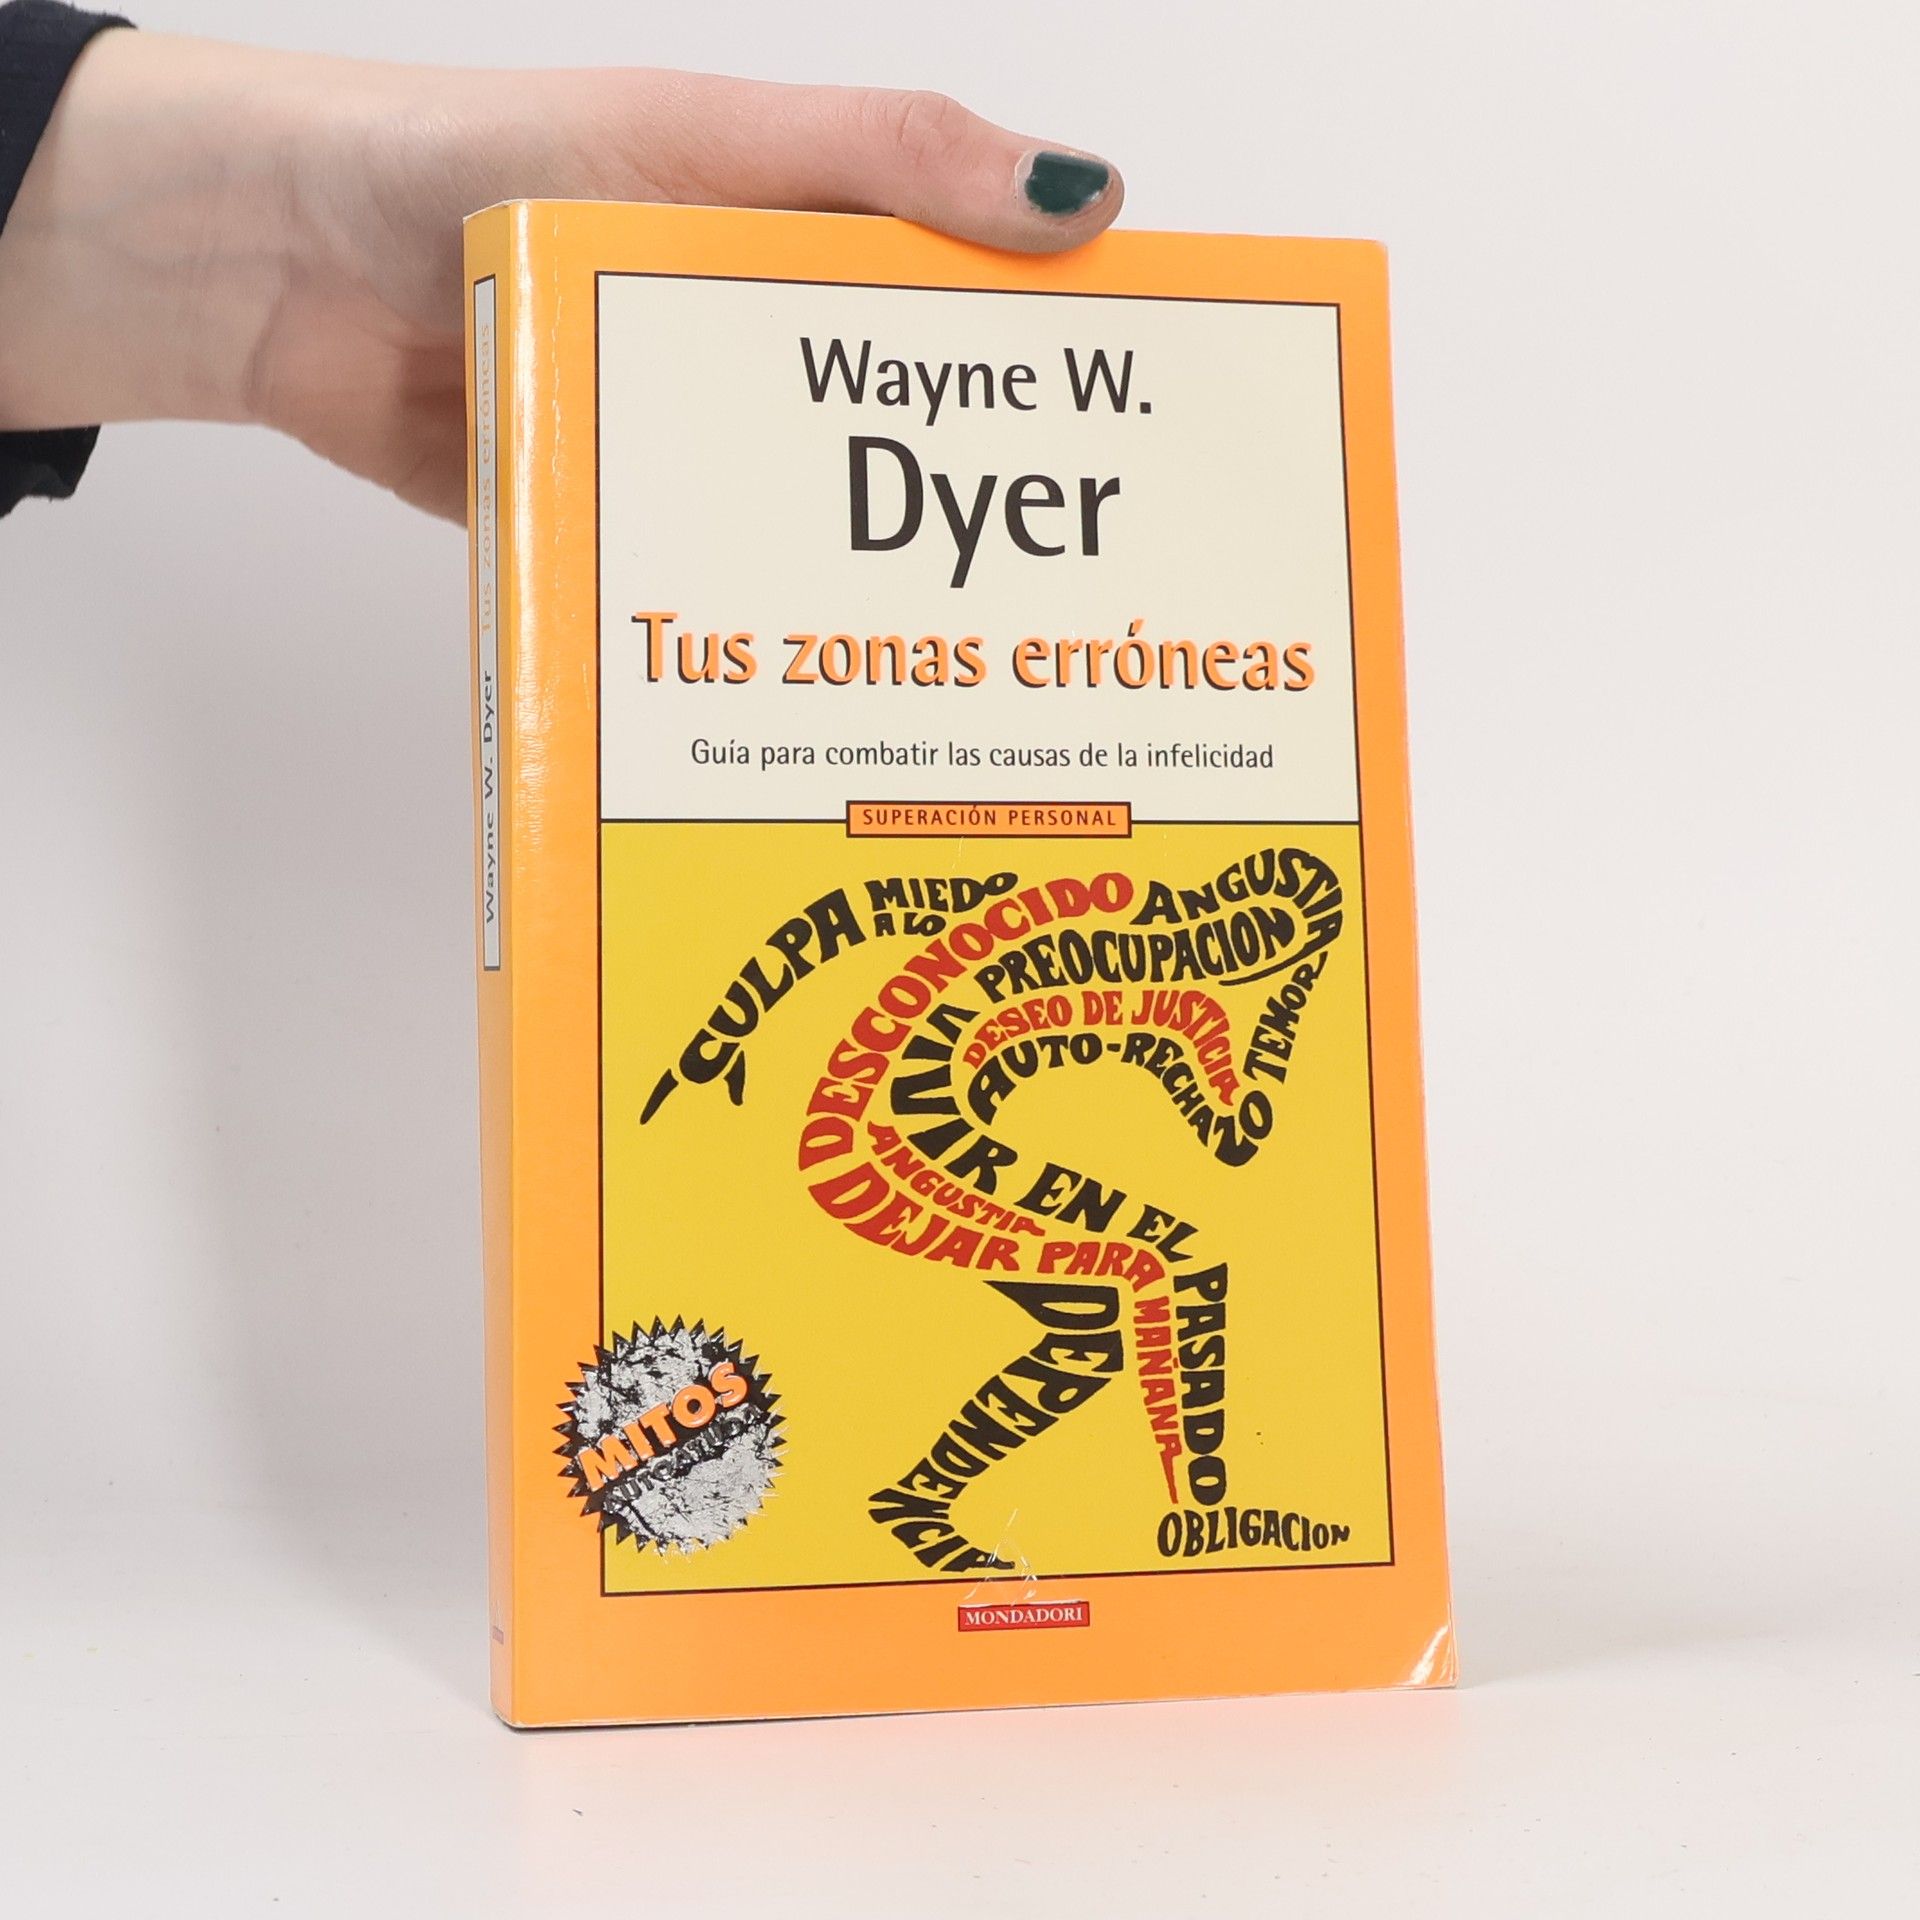 Wayne W.
Dyer
Tus zonas erróneas
Guía para combatir las causas de la infelicidad
SUPERACIÓN PERSONAL
CULPA
MIEDO
A LO
DESCONOCIDO
ANGUSTIA
PREOCUPACION
TEMOR
DESEO DE JUSTICIA
AUTO-RECHAZO
VIVIR EN EL PASADO
ANGUSTIA
DEJAR PARA MAÑANA
DEPENDENCIA
OBLIGACION
MITOS
AUTOAYUDA
MONDADORI
Wayne W. Dyer Tus zonas erróneas